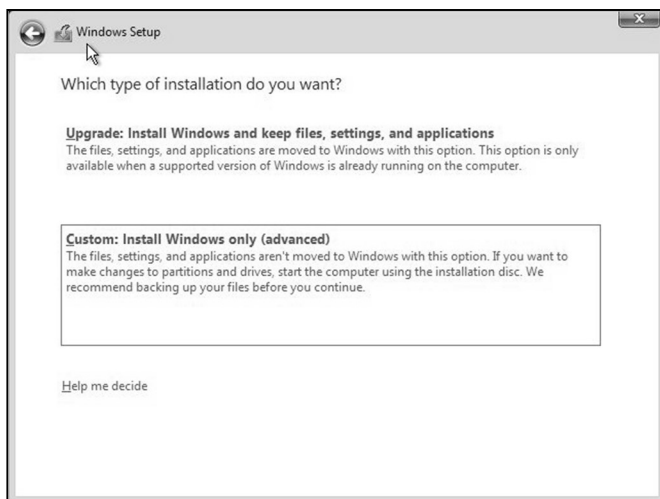 Windows Setup
Which type of installation do you want?
Upgrade: Install Windows and keep files, settings, and applications
The files, settings, and applications are moved to Windows with this option. This option is only
available when a supported version of Windows is already running on the computer.
Custom: Install Windows only (advanced)
The files, settings, and applications aren't moved to Windows with this option. If you want to
make changes to partitions and drives, start the computer using the installation disc. We
recommend backing up your files before you continue.
Help me decide